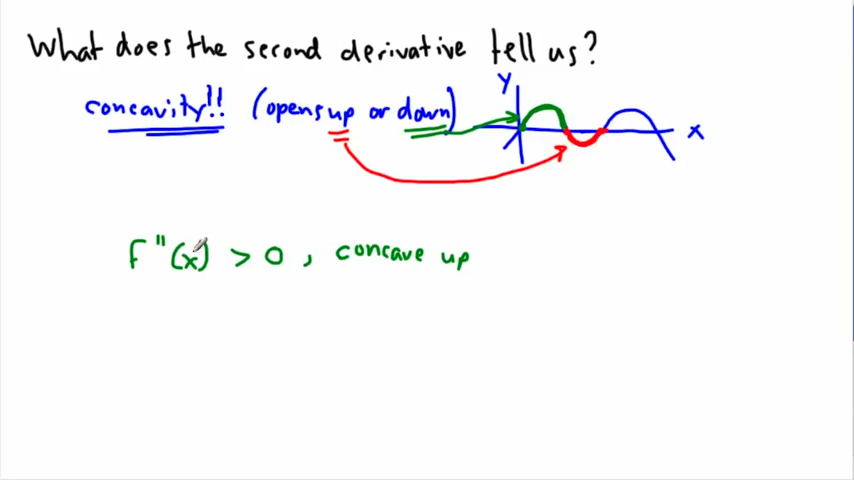 What does the second derivative tell us?
concavity!! (opens up or down)
y
x
f"(x) > 0, concave up